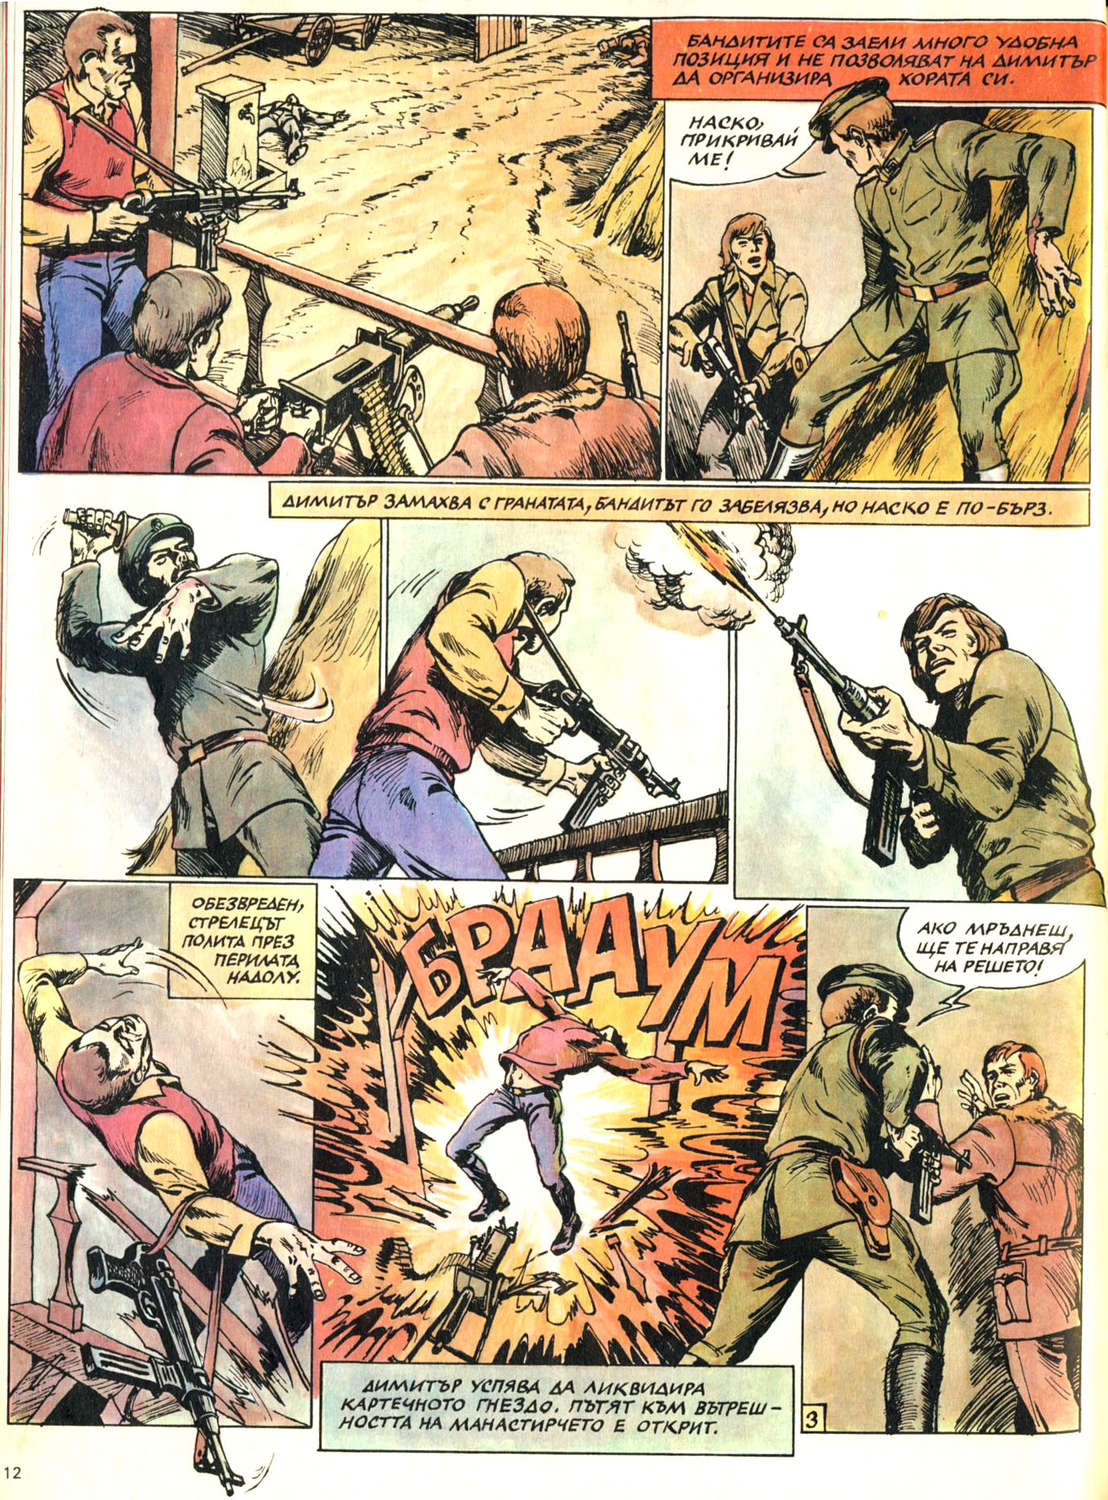 БАНДИТИТЕ СА ЗАЕЛИ МНОГО УДОБНА
ПОЗИЦИЯ И НЕ ПОЗВОЛЯВАТ НА ДИМИТЪР
ДА ОРГАНИЗИРА ХОРАТА СИ.
НАСКО,
ПРИКРИВАЙ
МЕ!
ДИМИТЪР ЗАМАХВА С ГРАНАТАТА, БАНДИТЪТ ГО ЗАБЕЛЯЗВА, НО НАСКО Е ПО-БЪРЗ.
ОБЕЗВРЕДЕН,
СТРЕЛЕЦЪТ
ПОЛИТА ПРЕЗ
ПЕРИЛАТА
НАДОЛУ.
БРААУМ
АКО МРЪДНЕШ,
ЩЕ ТЕ НАПРАВЯ
НА РЕШЕТО!
ДИМИТЪР УСПЯВА ДА ЛИКВИДИРА
КАРТЕЧНОТО ГНЕЗДО. ПЪТЯТ КЪМ ВЪТРЕШ-
НОСТТА НА МАНАСТИРЧЕТО Е ОТКРИТ.
3
12